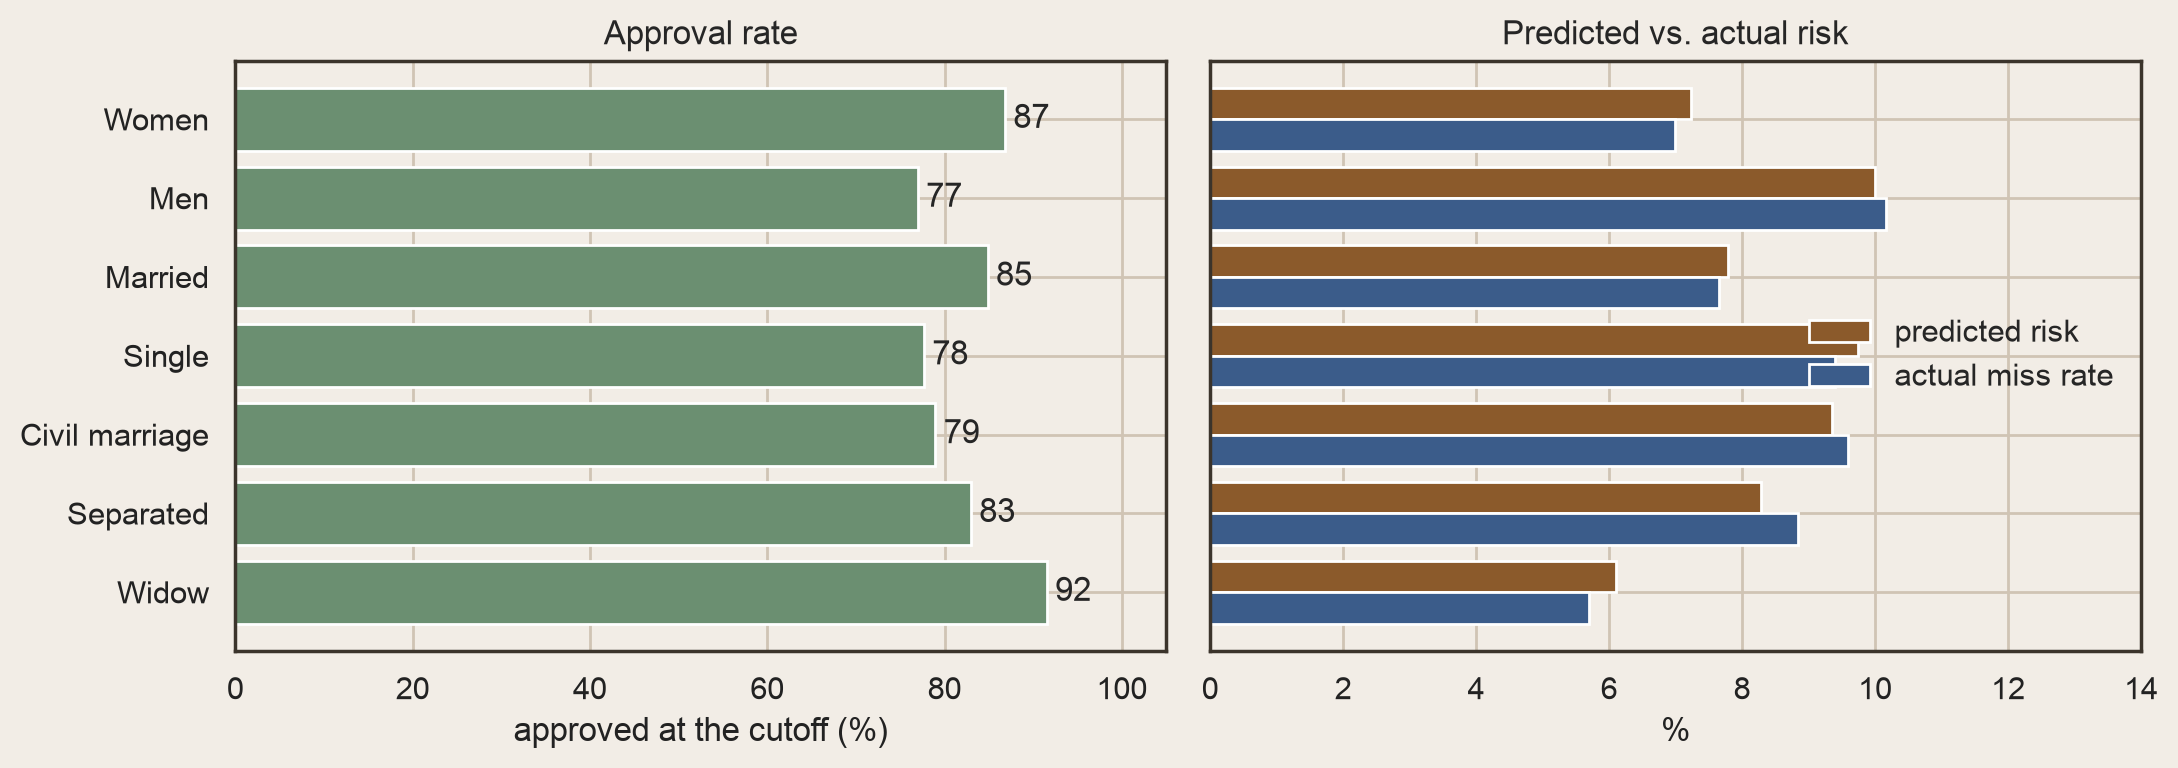 Approval rate
Women
87
Men
77
Married
85
Single
78
Civil marriage
79
Separated
83
Widow
92
0 20 40 60 80 100
approved at the cutoff (%)
Predicted vs. actual risk
predicted risk
actual miss rate
0 2 4 6 8 10 12 14
%